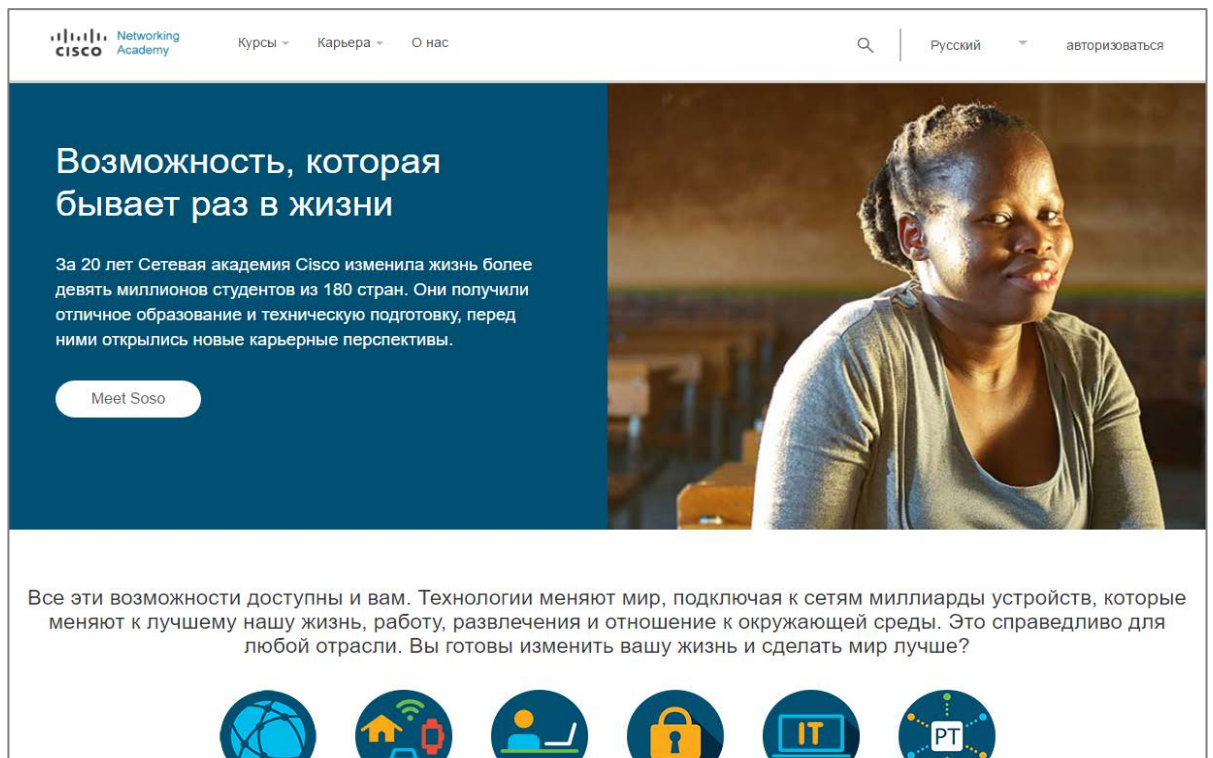 Networking
CISCO Academy
Курсы
Карьера
О нас
Русский
авторизоваться
Возможность, которая
бывает раз в жизни
За 20 лет Сетевая академия Cisco изменила жизнь более
девять миллионов студентов из 180 стран. Они получили
отличное образование и техническую подготовку, перед
ними открылись новые карьерные перспективы.
Meet Soso
Все эти возможности доступны и вам. Технологии меняют мир, подключая к сетям миллиарды устройств, которые
меняют к лучшему нашу жизнь, работу, развлечения и отношение к окружающей среды. Это справедливо для
любой отрасли. Вы готовы изменить вашу жизнь и сделать мир лучше?
IT
PT